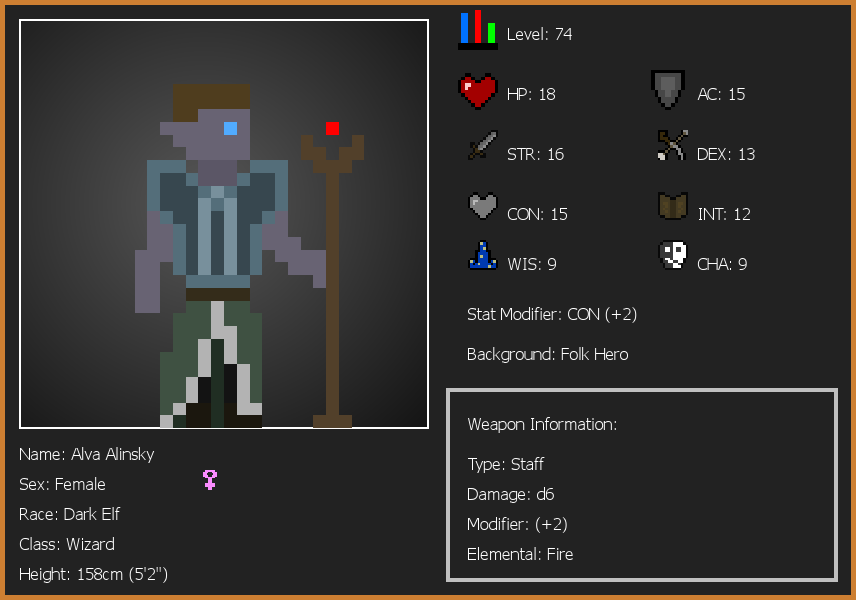 Level: 74
HP: 18
AC: 15
STR: 16
DEX: 13
CON: 15
INT: 12
WIS: 9
CHA: 9
Stat Modifier: CON (+2)
Background: Folk Hero
Weapon Information:
Type: Staff
Damage: d6
Modifier: (+2)
Elemental: Fire
Name: Alva Alinsky
Sex: Female
Race: Dark Elf
Class: Wizard
Height: 158cm (5'2")